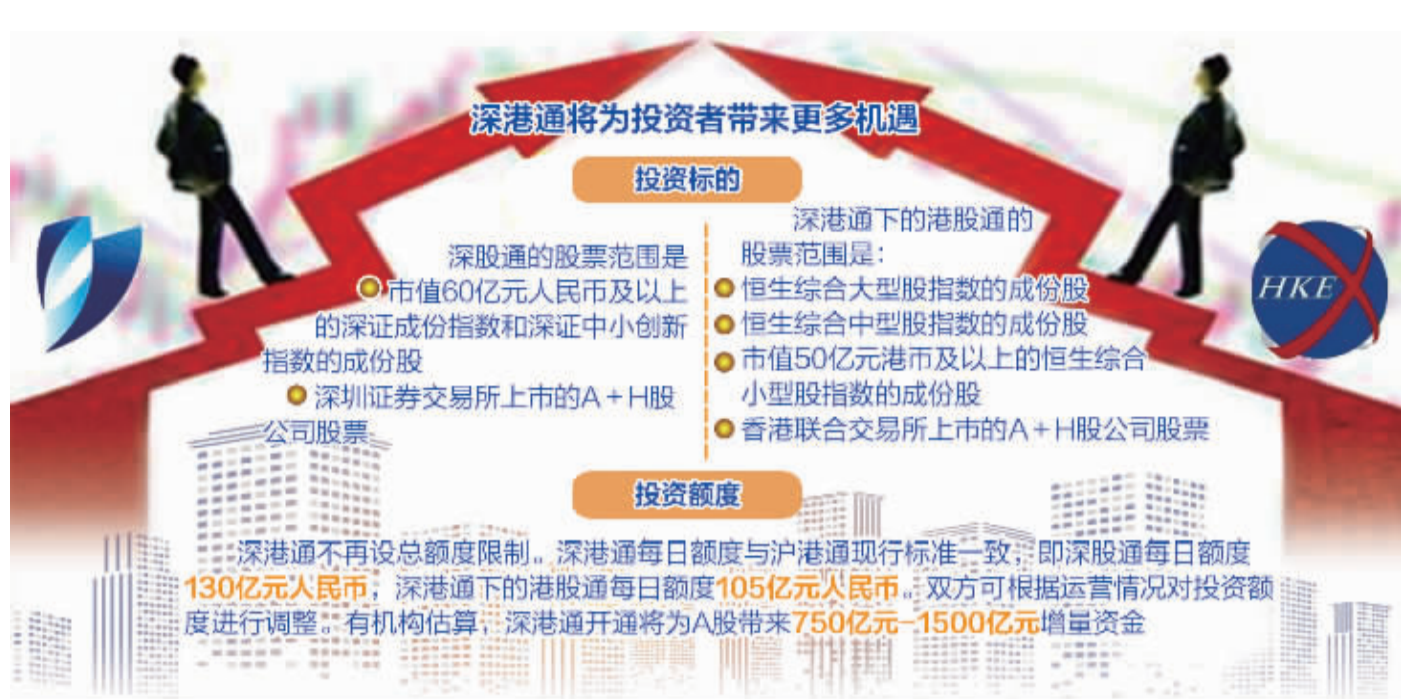 深港通将为投资者带来更多机遇
投资标的
深股通的股票范围是
市值60亿元人民币及以上
的深证成份指数和深证中小创新
指数的成份股
深圳证券交易所上市的A+H股
公司股票
深港通下的港股通的
股票范围是：
恒生综合大型股指数的成份股
恒生综合中型股指数的成份股
市值50亿元港币及以上的恒生综合
小型股指数的成份股
香港联合交易所上市的A+H股公司股票
HKE
投资额度
深港通不再设总额度限制。深港通每日额度与沪港通现行标准一致，即深股通每日额度
130亿元人民币，深港通下的港股通每日额度105亿元人民币。双方可根据运营情况对投资额
度进行调整。有机构估算，深港通开通将为A股带来750亿元-1500亿元增量资金